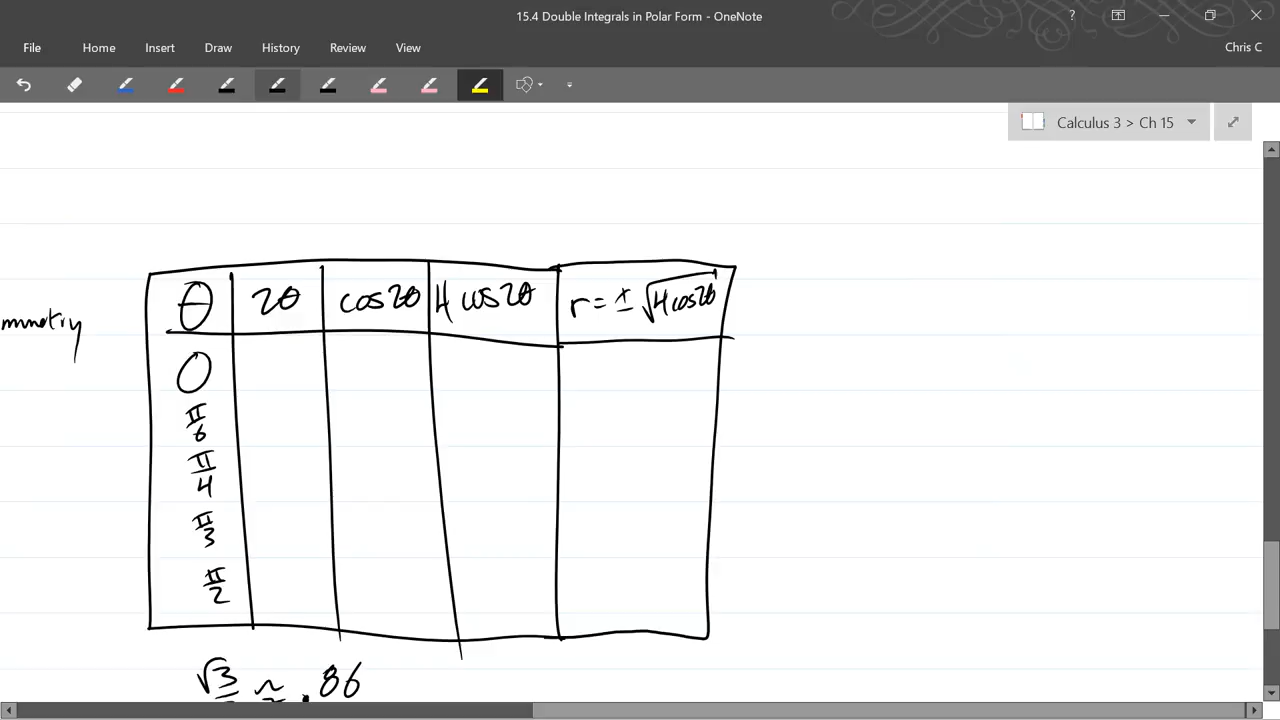 15.4 Double Integrals in Polar Form - OneNote
?
File Home Insert Draw History Review View Chris C
Calculus 3 > Ch 15
θ 2θ cos2θ 4 cos2θ r = ± √4cos2θ
mmetry
0
π/6
π/4
π/3
π/2
√3 ≈ .86